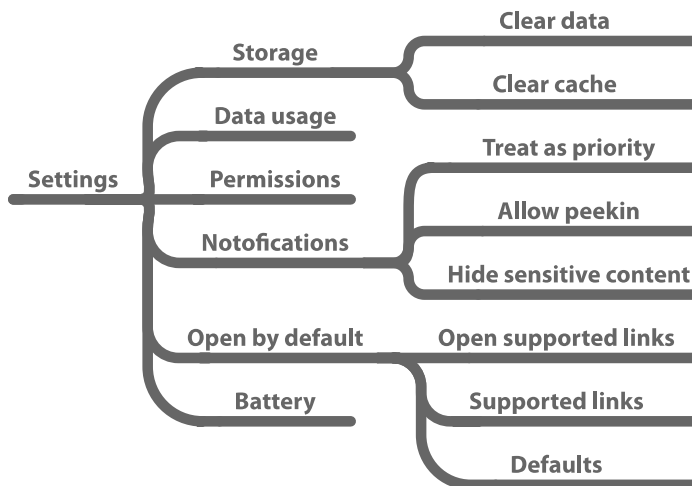 Settings
Storage
Clear data
Clear cache
Data usage
Permissions
Notofications
Treat as priority
Allow peekin
Hide sensitive content
Open by default
Open supported links
Supported links
Defaults
Battery